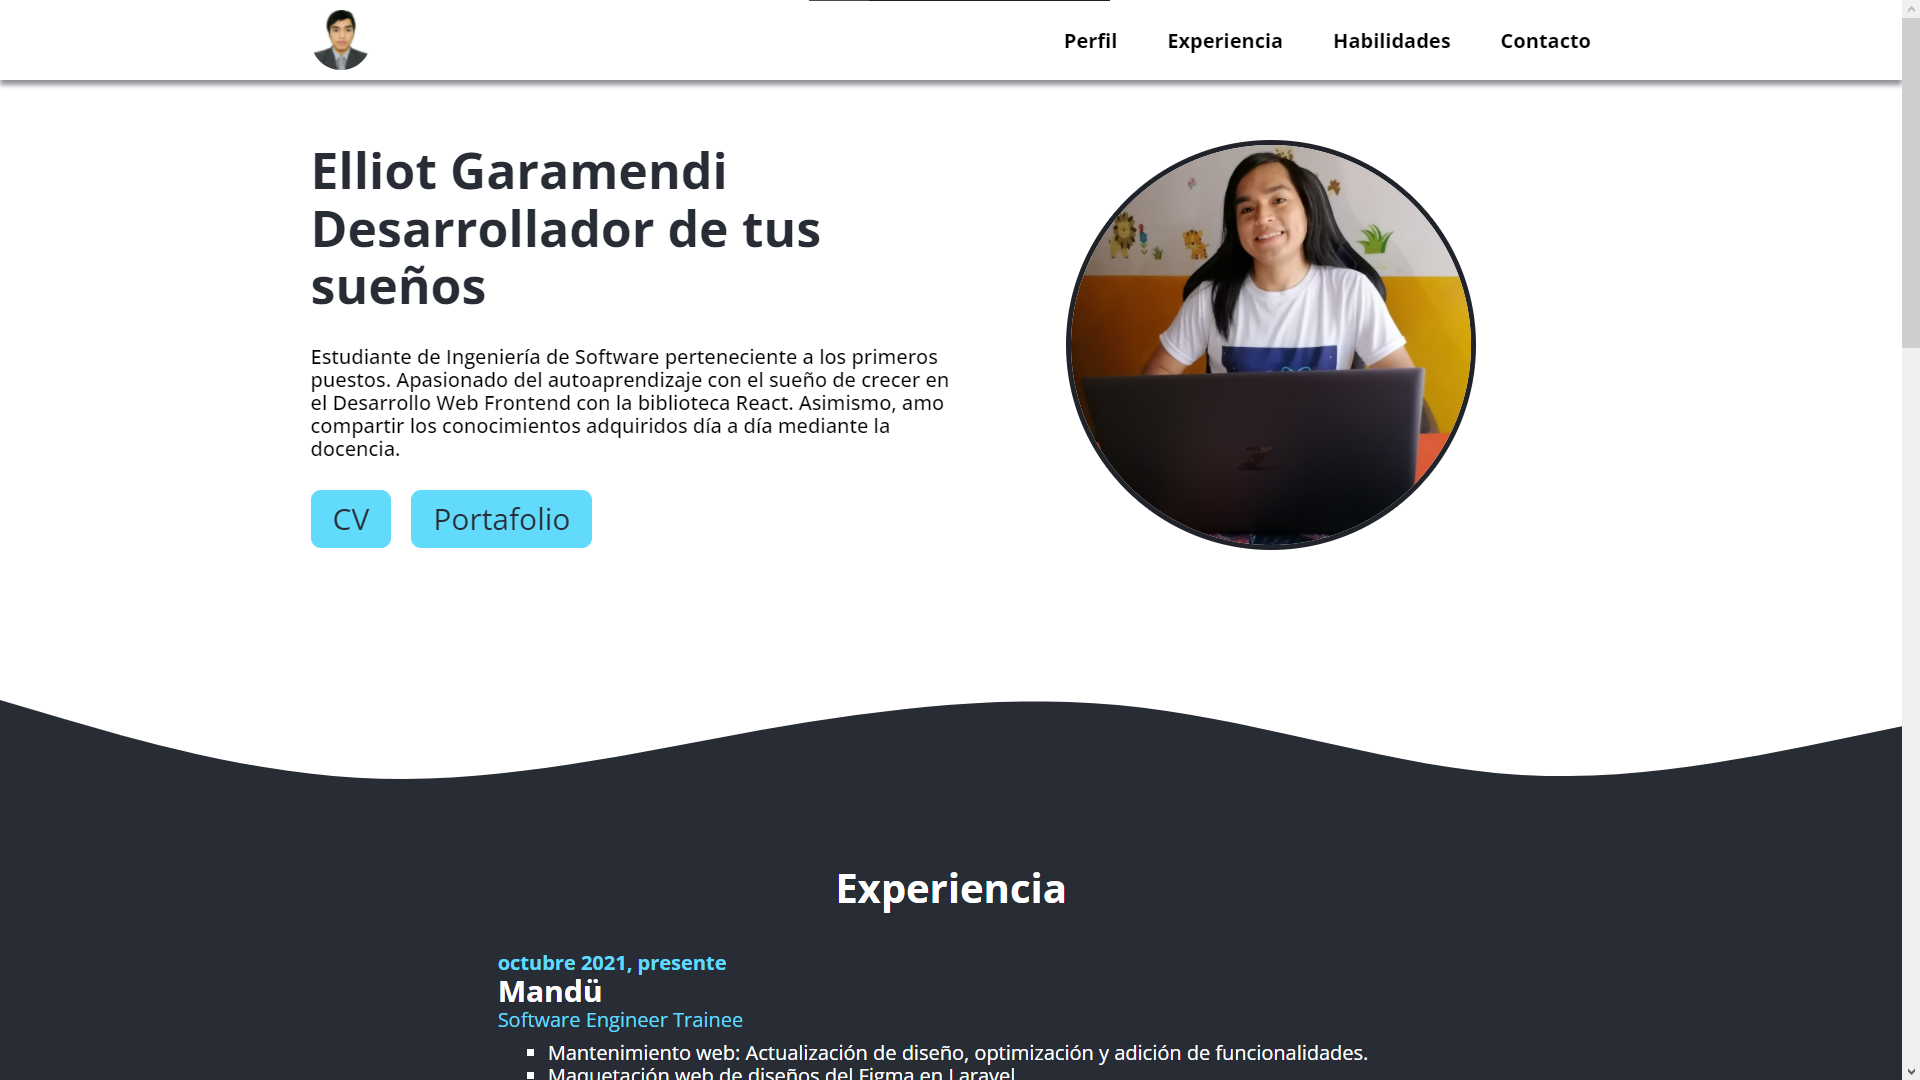 Perfil Experiencia Habilidades Contacto
Elliot Garamendi
Desarrollador de tus
sueños
Estudiante de Ingeniería de Software perteneciente a los primeros
puestos. Apasionado del autoaprendizaje con el sueño de crecer en
el Desarrollo Web Frontend con la biblioteca React. Asimismo, amo
compartir los conocimientos adquiridos día a día mediante la
docencia.
CV Portafolio
Experiencia
octubre 2021, presente
Mandü
Software Engineer Trainee
Mantenimiento web: Actualización de diseño, optimización y adición de funcionalidades.
Maquetación web de diseños del Figma en Laravel.